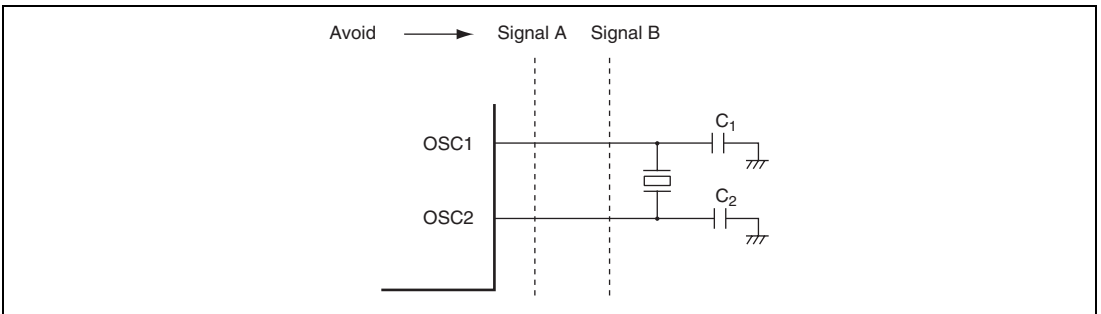 Avoid Signal A Signal B
OSC1
C₁
OSC2
C₂